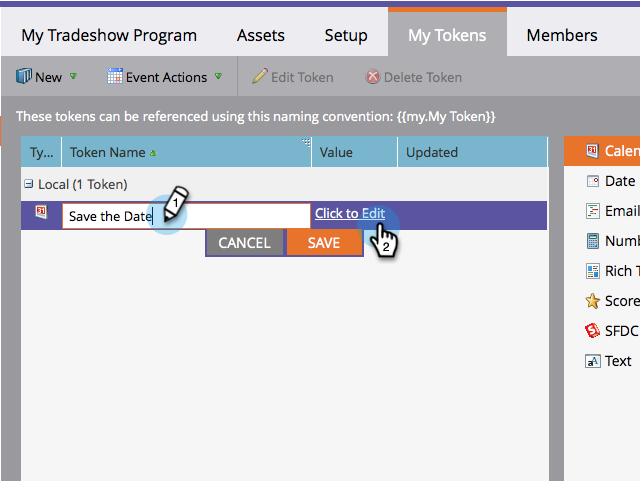 My Tradeshow Program Assets Setup My Tokens Members
New Event Actions Edit Token Delete Token
These tokens can be referenced using this naming convention: {{my.My Token}}
Ty... Token Name Value Updated
Local (1 Token)
Save the Date 1 Click to Edit
2
CANCEL SAVE
Calen
Date
Email
Numb
Rich T
Score
SFDC
Text